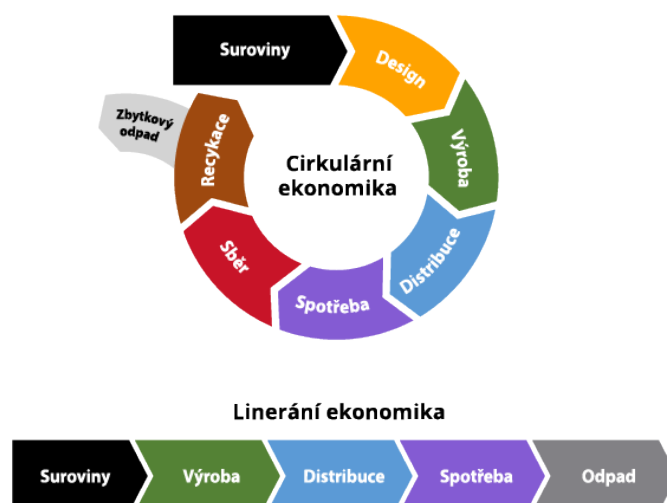 Suroviny
Design
Výroba
Distribuce
Spotřeba
Sběr
Recykace
Zbytkový
odpad
Cirkulární
ekonomika
Linerání ekonomika
Suroviny
Výroba
Distribuce
Spotřeba
Odpad